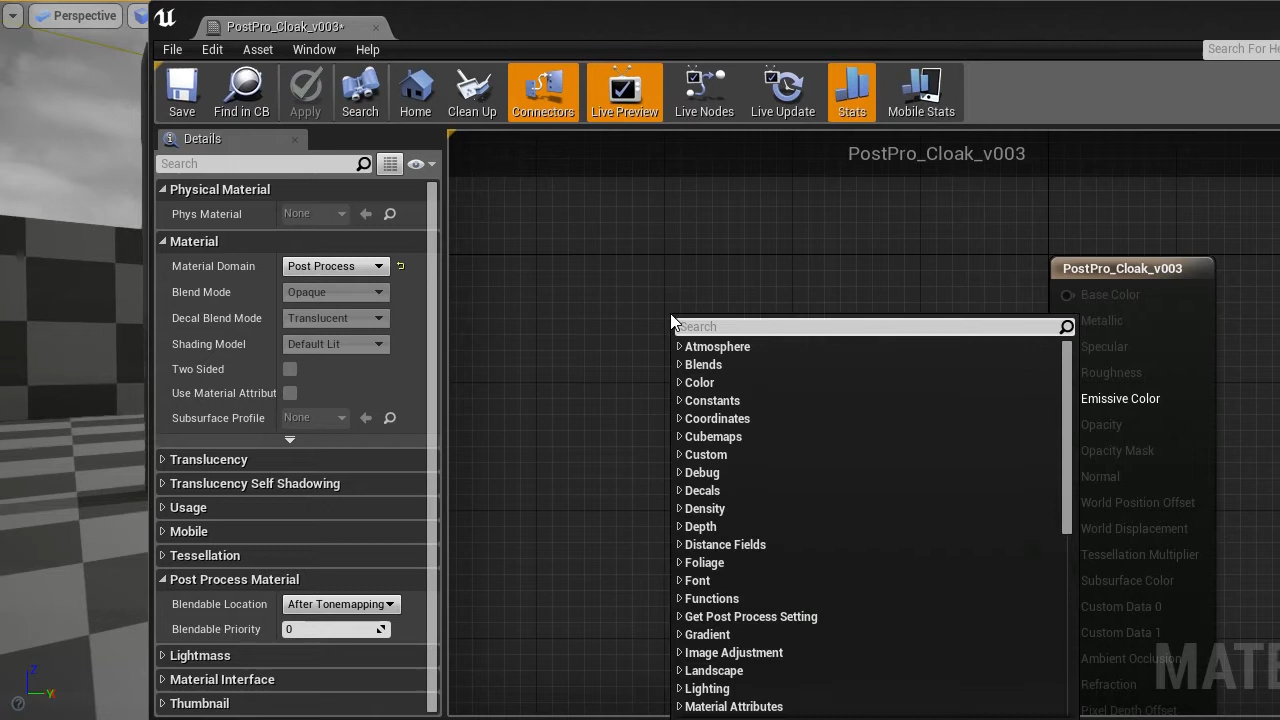 Perspective
PostPro_Cloak_v003*
File Edit Asset Window Help
Search For He
Save Find in CB Apply Search Home Clean Up Connectors Live Preview Live Nodes Live Update Stats Mobile Stats
Details
Search
Physical Material
Phys Material None
Material
Material Domain Post Process
Blend Mode Opaque
Decal Blend Mode Translucent
Shading Model Default Lit
Two Sided
Use Material Attribut
Subsurface Profile None
Translucency
Translucency Self Shadowing
Usage
Mobile
Tessellation
Post Process Material
Blendable Location After Tonemapping
Blendable Priority 0
Lightmass
Material Interface
Thumbnail
Z
Y
PostPro_Cloak_v003
Search
Atmosphere
Blends
Color
Constants
Coordinates
Cubemaps
Custom
Debug
Decals
Density
Depth
Distance Fields
Foliage
Font
Functions
Get Post Process Setting
Gradient
Image Adjustment
Landscape
Lighting
Material Attributes
PostPro_Cloak_v003
Base Color
Metallic
Specular
Roughness
Emissive Color
Opacity
Opacity Mask
Normal
World Position Offset
World Displacement
Tessellation Multiplier
Subsurface Color
Custom Data 0
Custom Data 1
Ambient Occlusion
Refraction
Pixel Depth Offset
MATE